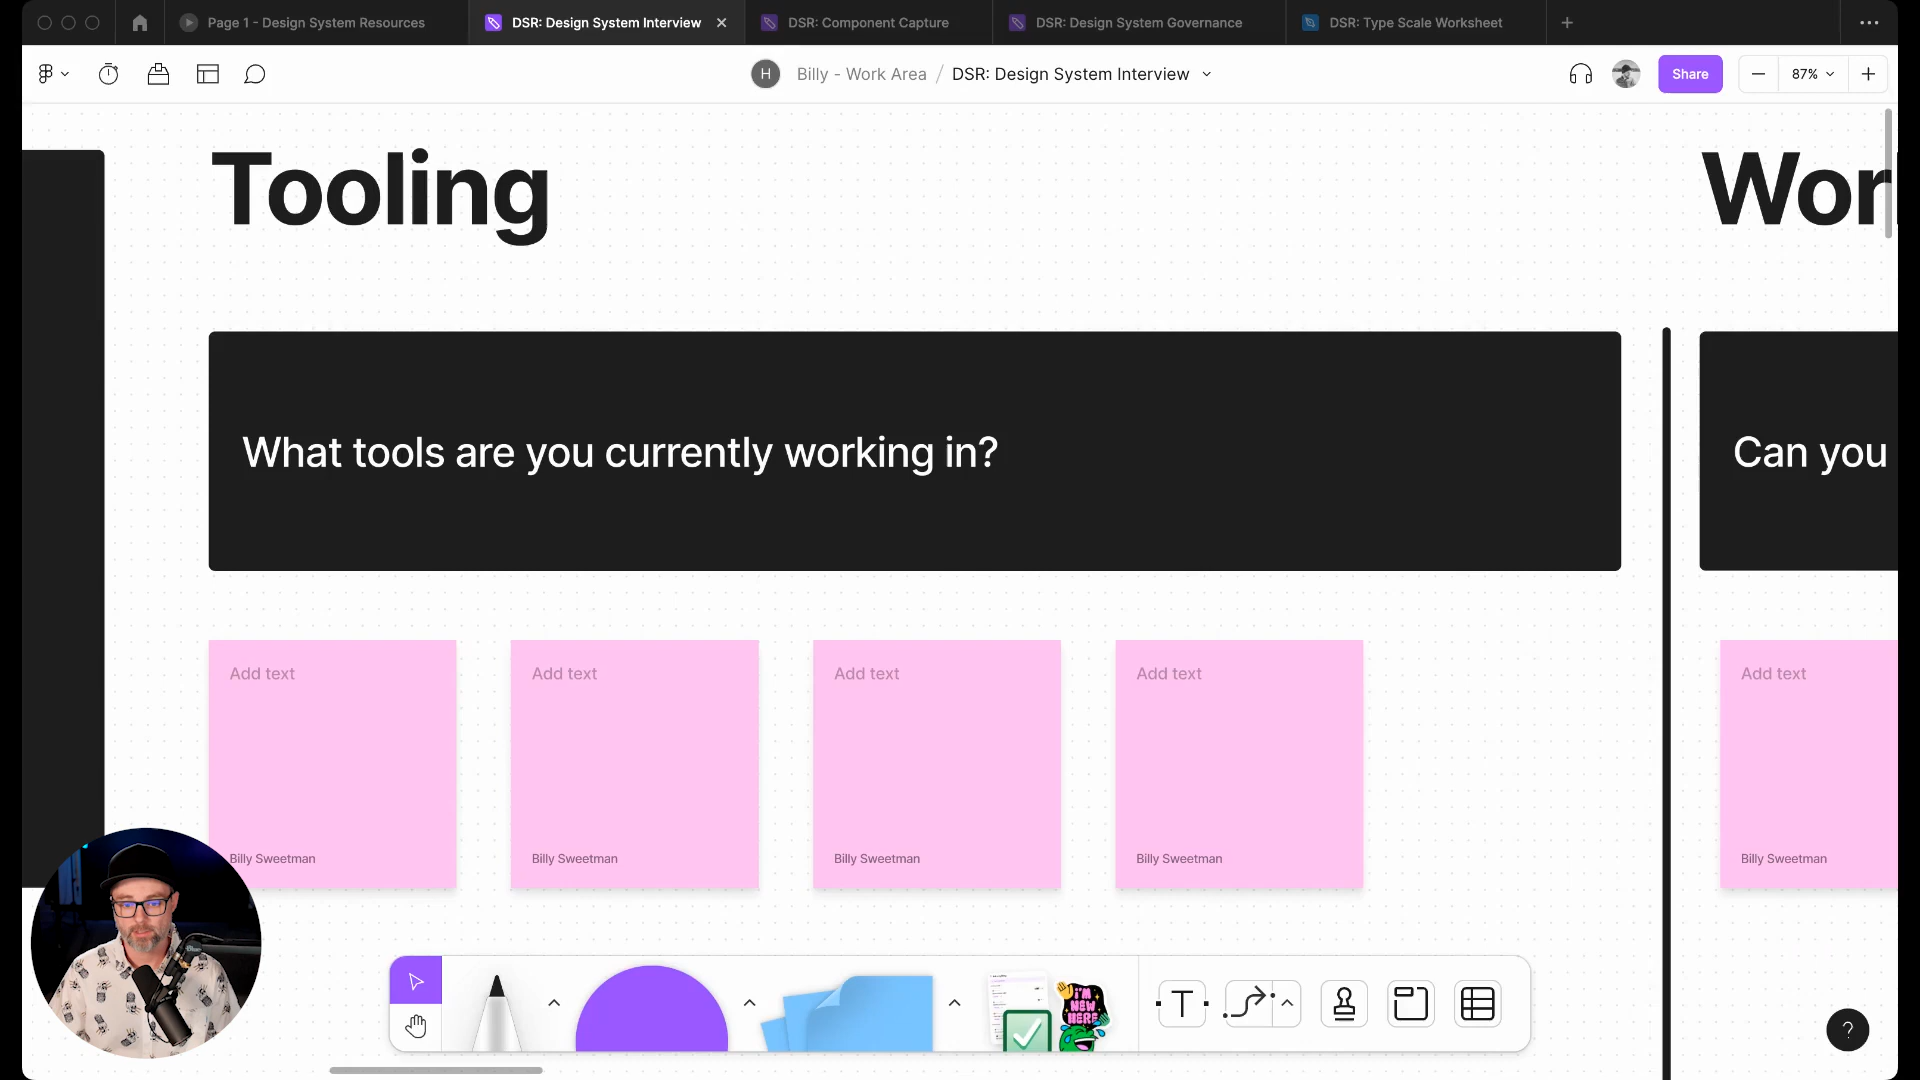 Page 1 - Design System Resources
DSR: Design System Interview
DSR: Component Capture
DSR: Design System Governance
DSR: Type Scale Worksheet
H
Billy - Work Area / DSR: Design System Interview
Share
87%
Tooling
Wor
What tools are you currently working in?
Can you
Add text
Add text
Add text
Add text
Add text
Billy Sweetman
Billy Sweetman
Billy Sweetman
Billy Sweetman
Billy Sweetman
I'M
NEW
HERE
T
?